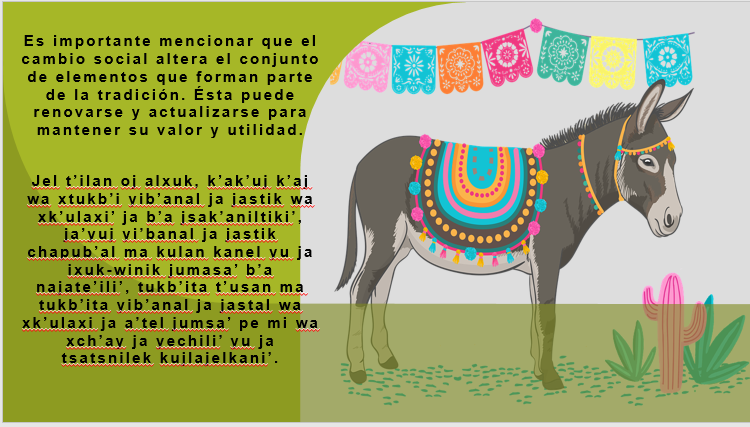 Es importante mencionar que el
cambio social altera el conjunto
de elementos que forman parte
de la tradición. Ésta puede
renovarse y actualizarse para
mantener su valor y utilidad.
Jel t’ilan oj alxuk, k’ak’uj k’aj
wa xtukb’i yib’anal ja jastik wa
xk’ulaxi’ ja b’a jsak’aniltiki’,
ja’yuj yi’banal ja jastik
chapub’al ma kulan kanel yu ja
ixuk-winik jumasa’ b’a
najate’ili’, tukb’ita t’usan ma
tukb’ita yib’anal ja jastal wa
xk’ulaxi ja a’tel jumsa’ pe mi wa
xch’ay ja yechili’ yu ja
tsatsnilek kujlajelkani’.